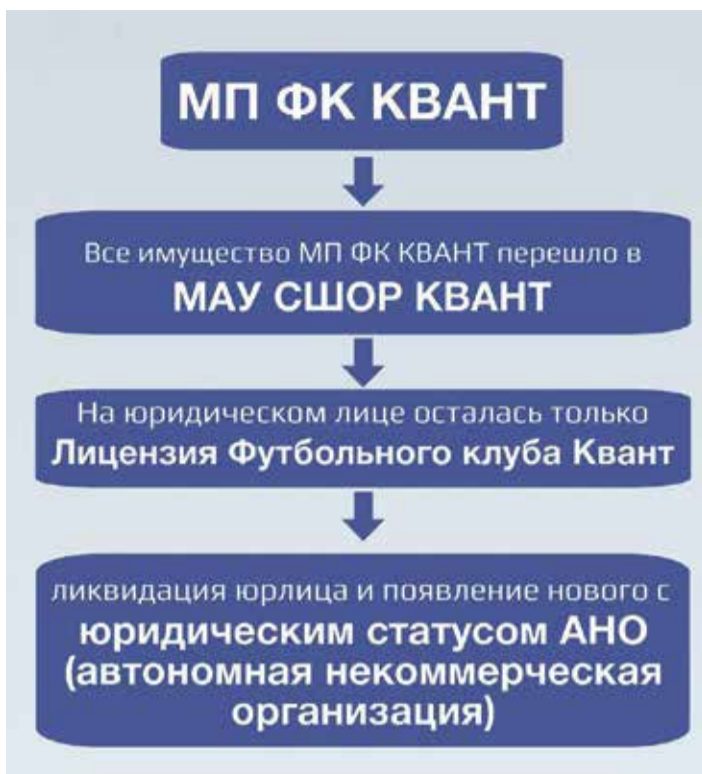 МП ФК КВАНТ
Все имущество МП ФК КВАНТ перешло в
МАУ СШОР КВАНТ
На юридическом лице осталась только
Лицензия Футбольного клуба Квант
ликвидация юрлица и появление нового с
юридическим статусом АНО
(автономная некоммерческая
организация)